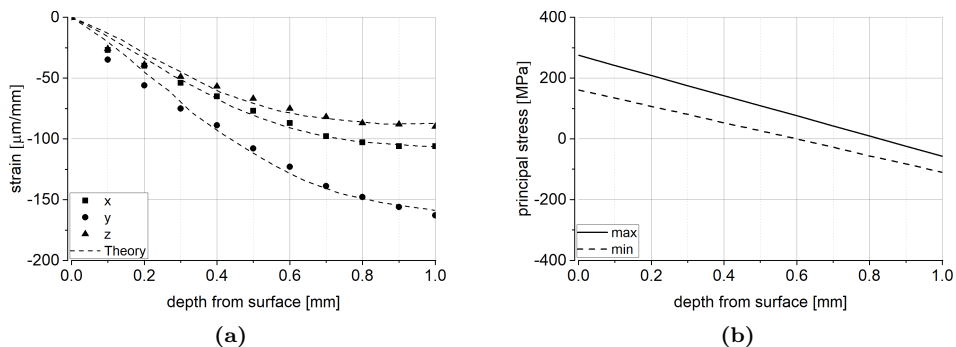 0
-50
-100
-150
-200
strain [μm/mm]
x
y
z
Theory
0.0 0.2 0.4 0.6 0.8 1.0
depth from surface [mm]
(a)
400
200
0
-200
-400
principal stress [MPa]
max
min
0.0 0.2 0.4 0.6 0.8 1.0
depth from surface [mm]
(b)